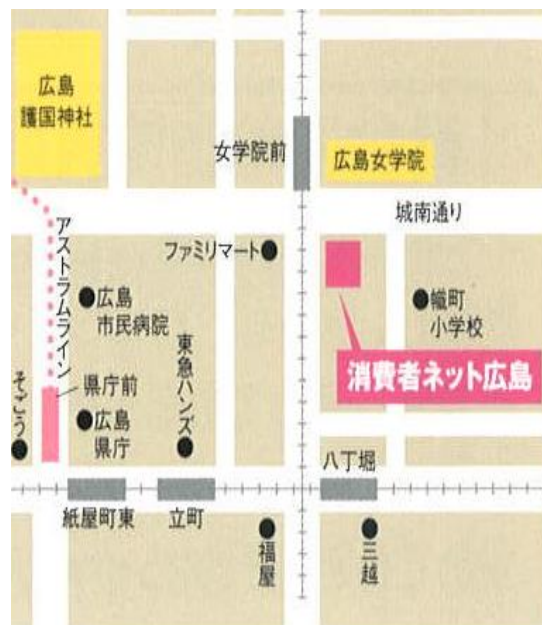 広島
護国神社
女学院前
広島女学院
城南通り
アストラムライン
ファミリマート
広島
市民病院
幟町
小学校
東急ハンズ
消費者ネット広島
県庁前
そごう
広島
県庁
八丁堀
紙屋町東
立町
福屋
三越